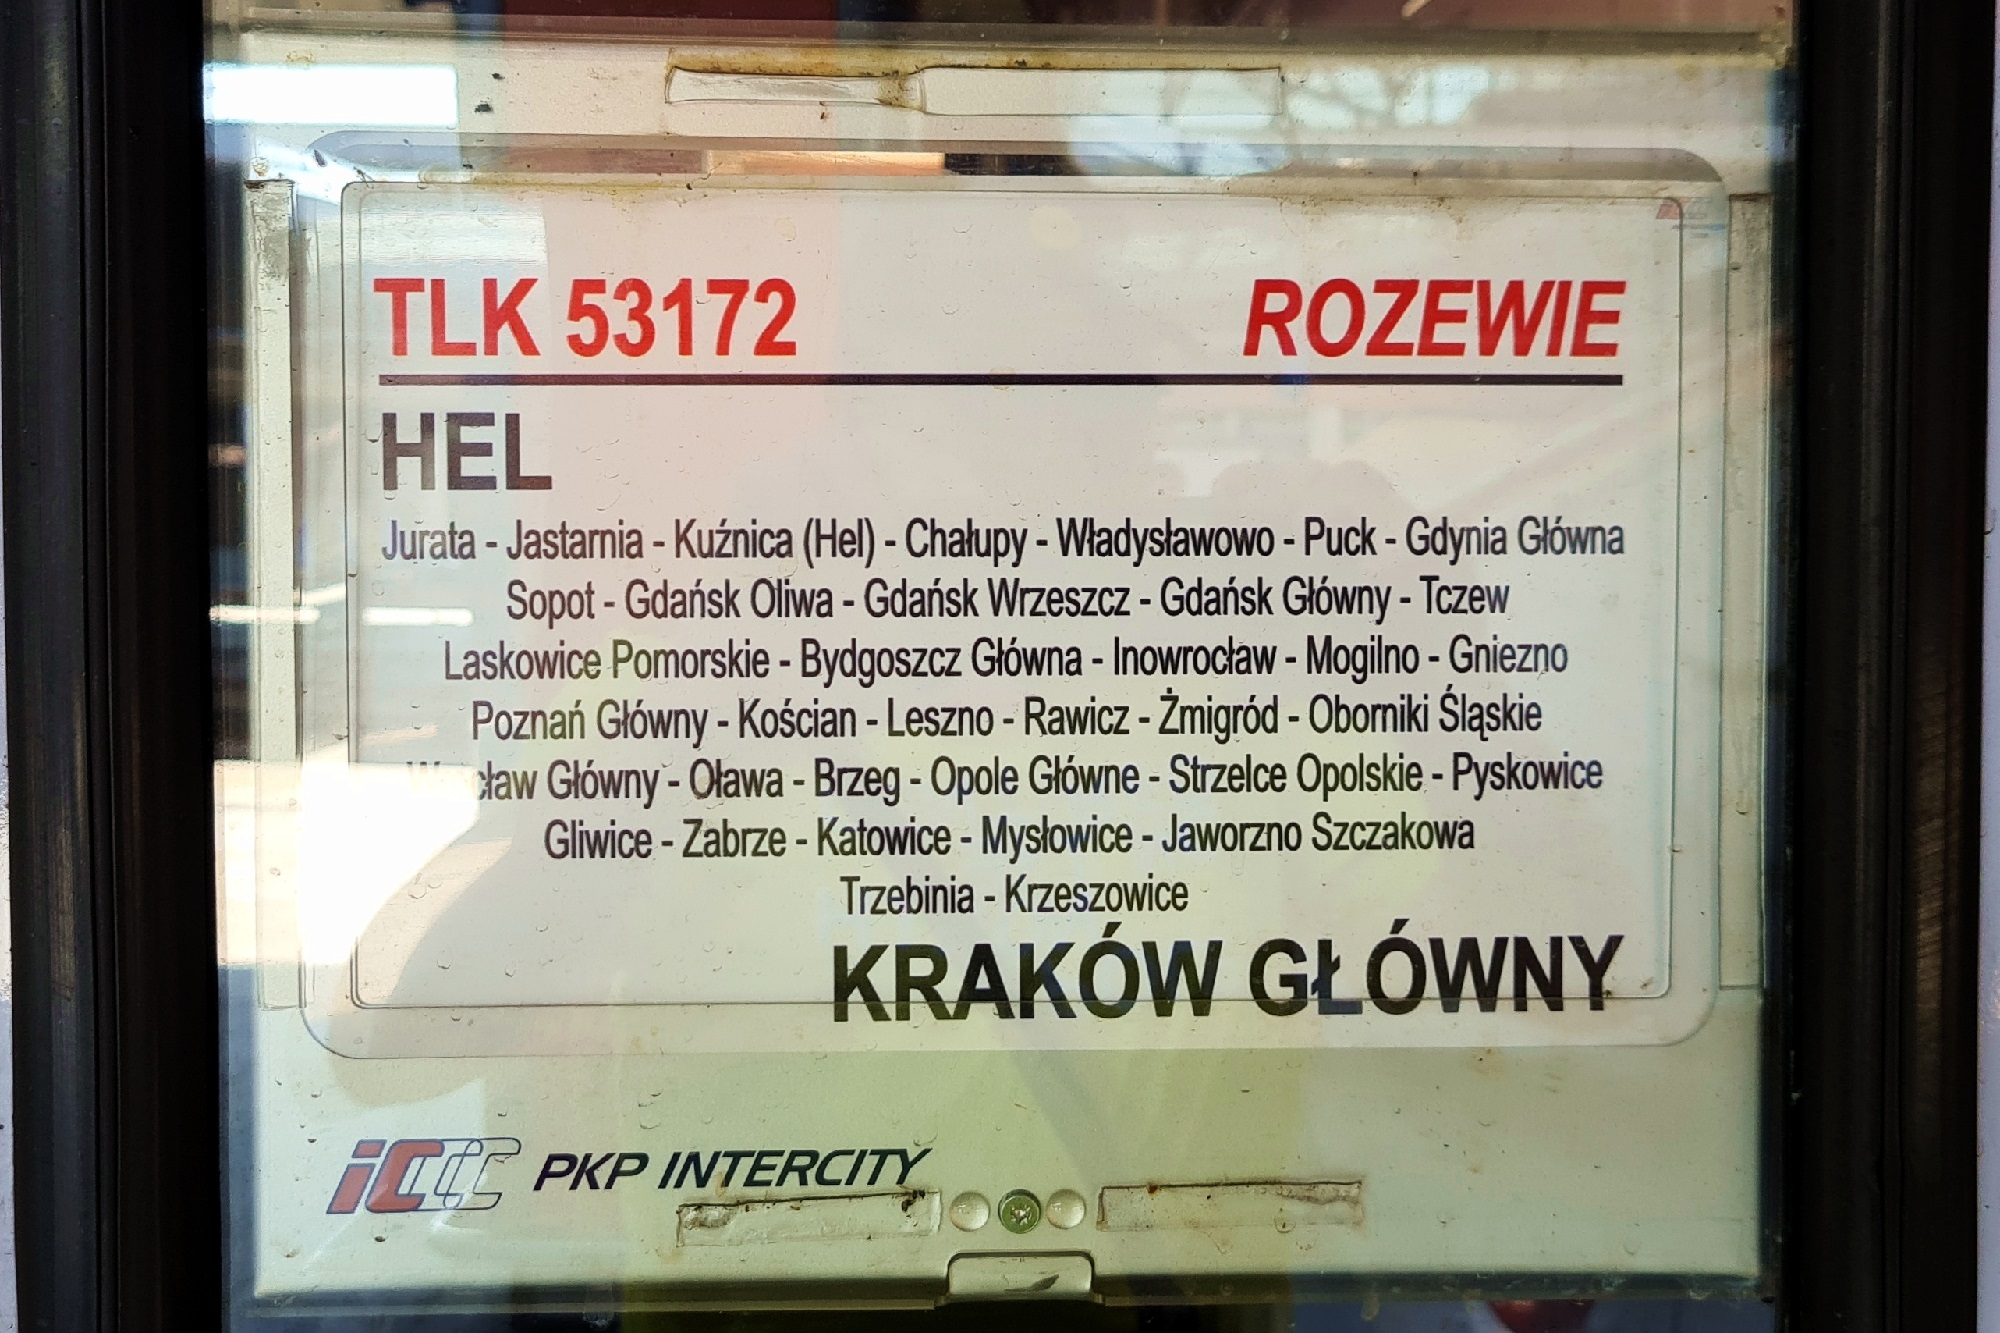 TLK 53172 ROZEWIE
HEL
Jurata - Jastarnia - Kuźnica (Hel) - Chałupy - Władysławowo - Puck - Gdynia Główna
Sopot - Gdańsk Oliwa - Gdańsk Wrzeszcz - Gdańsk Główny - Tczew
Laskowice Pomorskie - Bydgoszcz Główna - Inowrocław - Mogilno - Gniezno
Poznań Główny - Kościan - Leszno - Rawicz - Żmigród - Oborniki Śląskie
Wrocław Główny - Oława - Brzeg - Opole Główne - Strzelce Opolskie - Pyskowice
Gliwice - Zabrze - Katowice - Mysłowice - Jaworzno Szczakowa
Trzebinia - Krzeszowice
KRAKÓW GŁÓWNY
iC PKP INTERCITY